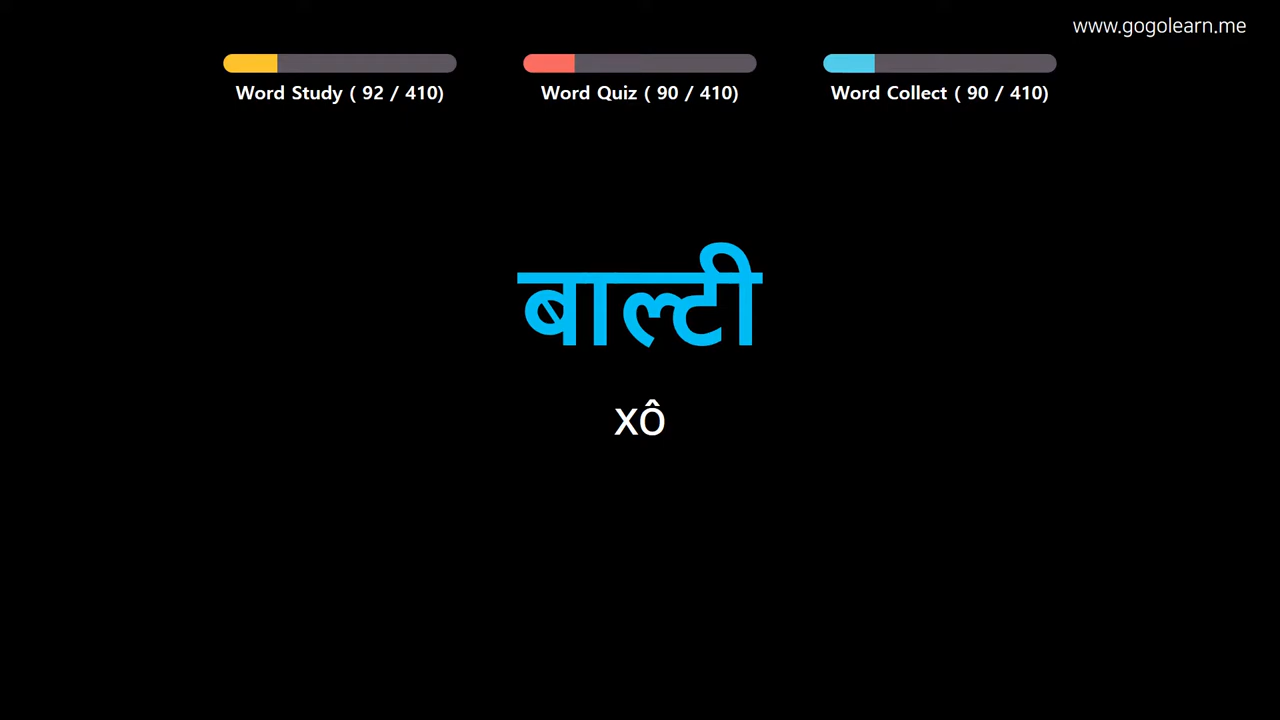 www.gogolearn.me
Word Study ( 92 / 410)
Word Quiz ( 90 / 410)
Word Collect ( 90 / 410)
बाल्टी
xô